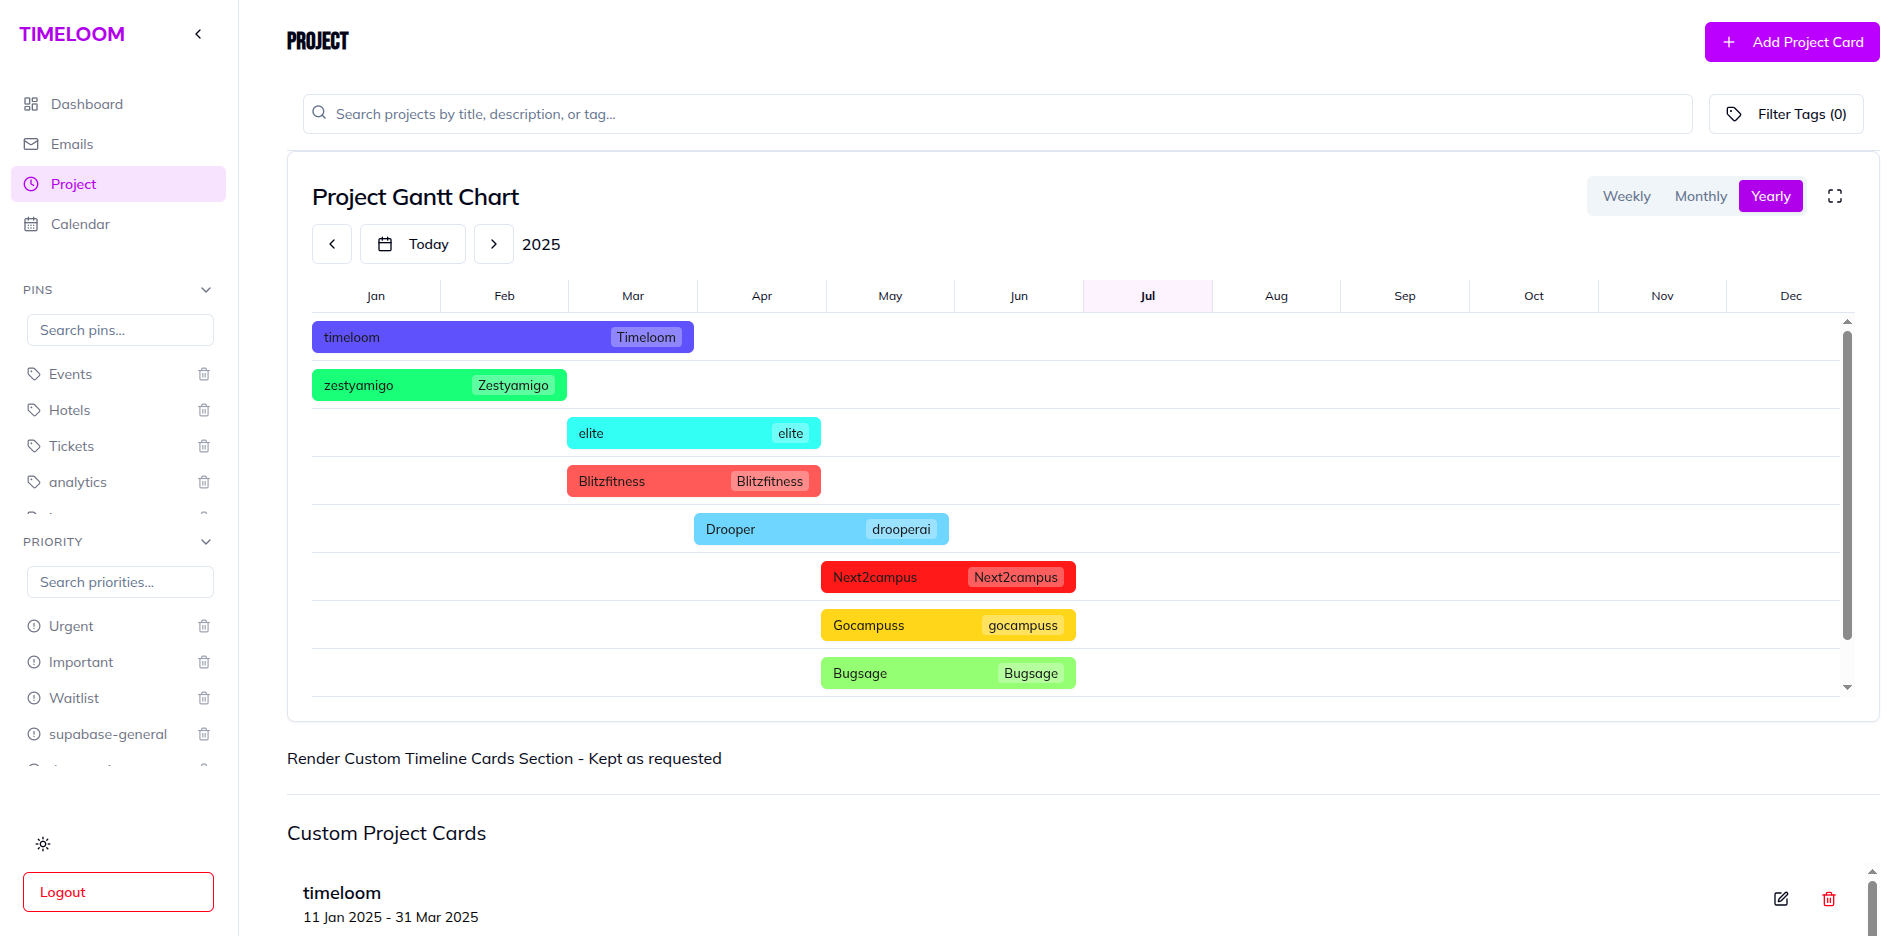 TIMELOOM
Dashboard
Emails
Project
Calendar
PINS
Search pins...
Events
Hotels
Tickets
analytics
PRIORITY
Search priorities...
Urgent
Important
Waitlist
supabase-general
Logout
PROJECT
Add Project Card
Search projects by title, description, or tag...
Filter Tags (0)
Project Gantt Chart
Weekly Monthly Yearly
Today 2025
Jan Feb Mar Apr May Jun Jul Aug Sep Oct Nov Dec
timeloom Timeloom
zestyamigo Zestyamigo
elite elite
Blitzfitness Blitzfitness
Drooper drooperai
Next2campus Next2campus
Gocampuss gocampuss
Bugsage Bugsage
Render Custom Timeline Cards Section - Kept as requested
Custom Project Cards
timeloom
11 Jan 2025 - 31 Mar 2025